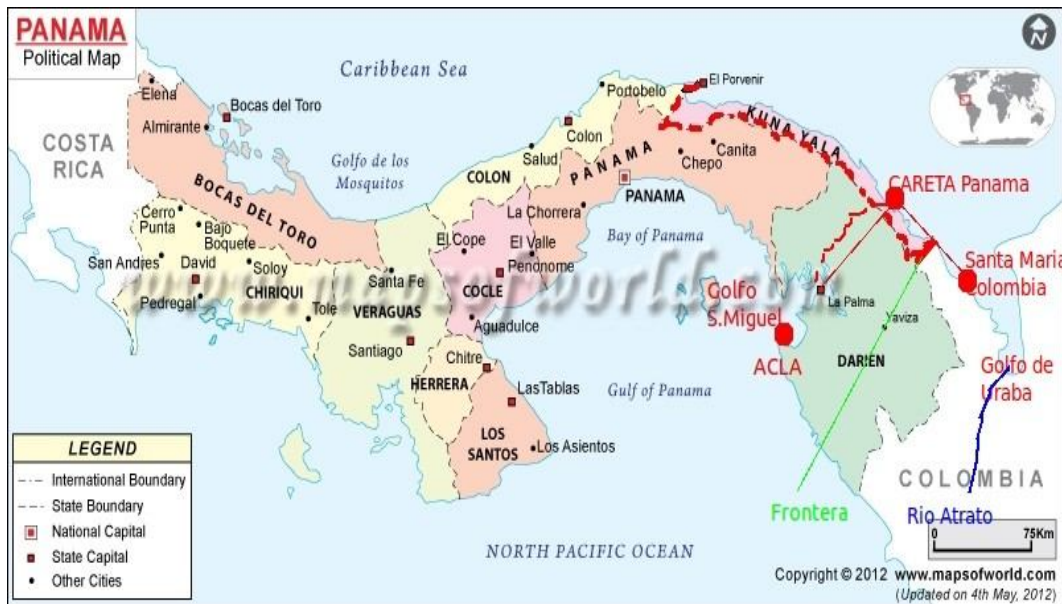 PANAMA
Political Map
N
Caribbean Sea
El Porvenir
Portobelo
Elena
Bocas del Toro
Almirante
COSTA
RICA
Colon
KUNA YALA
Golfo de los
Mosquitos
Salud
Canita
Chepo
COLON
PANAMA
BOCAS DEL TORO
PANAMA
CARETA Panama
Cerro
Punta
Bajo
Boquete
La Chorrera
El Cope
El Valle
Bay of Panama
San Andres
David
Soloy
Santa Fe
Penonome
Santa Maria
Colombia
Pedregal
CHIRIQUI
Tole
VERAGUAS
COCLE
Aguadulce
www.mapsofworld.com
Golfo
S.Miguel
La Palma
Yaviza
ACLA
DARIEN
Santiago
Chitre
HERRERA
LasTablas
Gulf of Panama
Golfo de
Uraba
LOS
SANTOS
Los Asientos
LEGEND
International Boundary
State Boundary
National Capital
State Capital
Other Cities
COLOMBIA
Frontera
Rio Atrato
0 75Km
NORTH PACIFIC OCEAN
Copyright © 2012 www.mapsofworld.com
(Updated on 4th May, 2012)